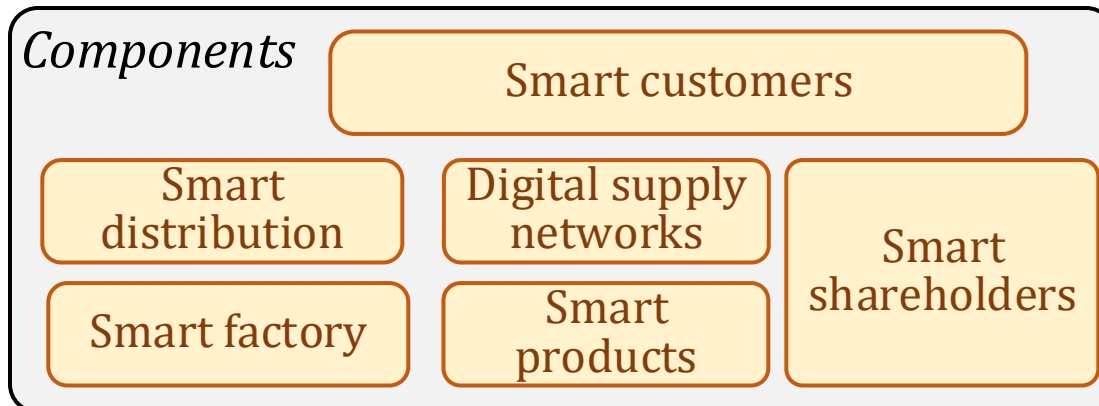 Components
Smart customers
Smart
distribution
Digital supply
networks
Smart
shareholders
Smart factory
Smart
products